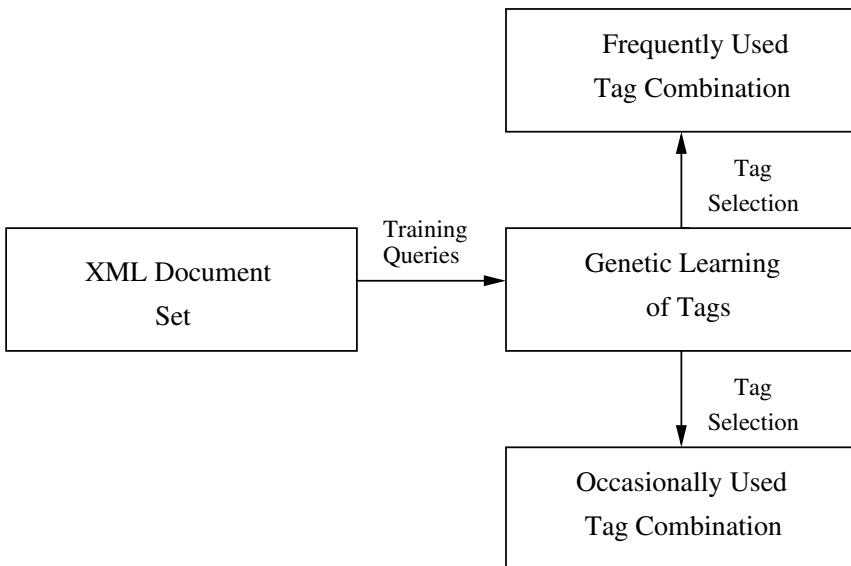 Frequently Used
Tag Combination
Tag
Selection
Training
Queries
XML Document
Set
Genetic Learning
of Tags
Tag
Selection
Occasionally Used
Tag Combination